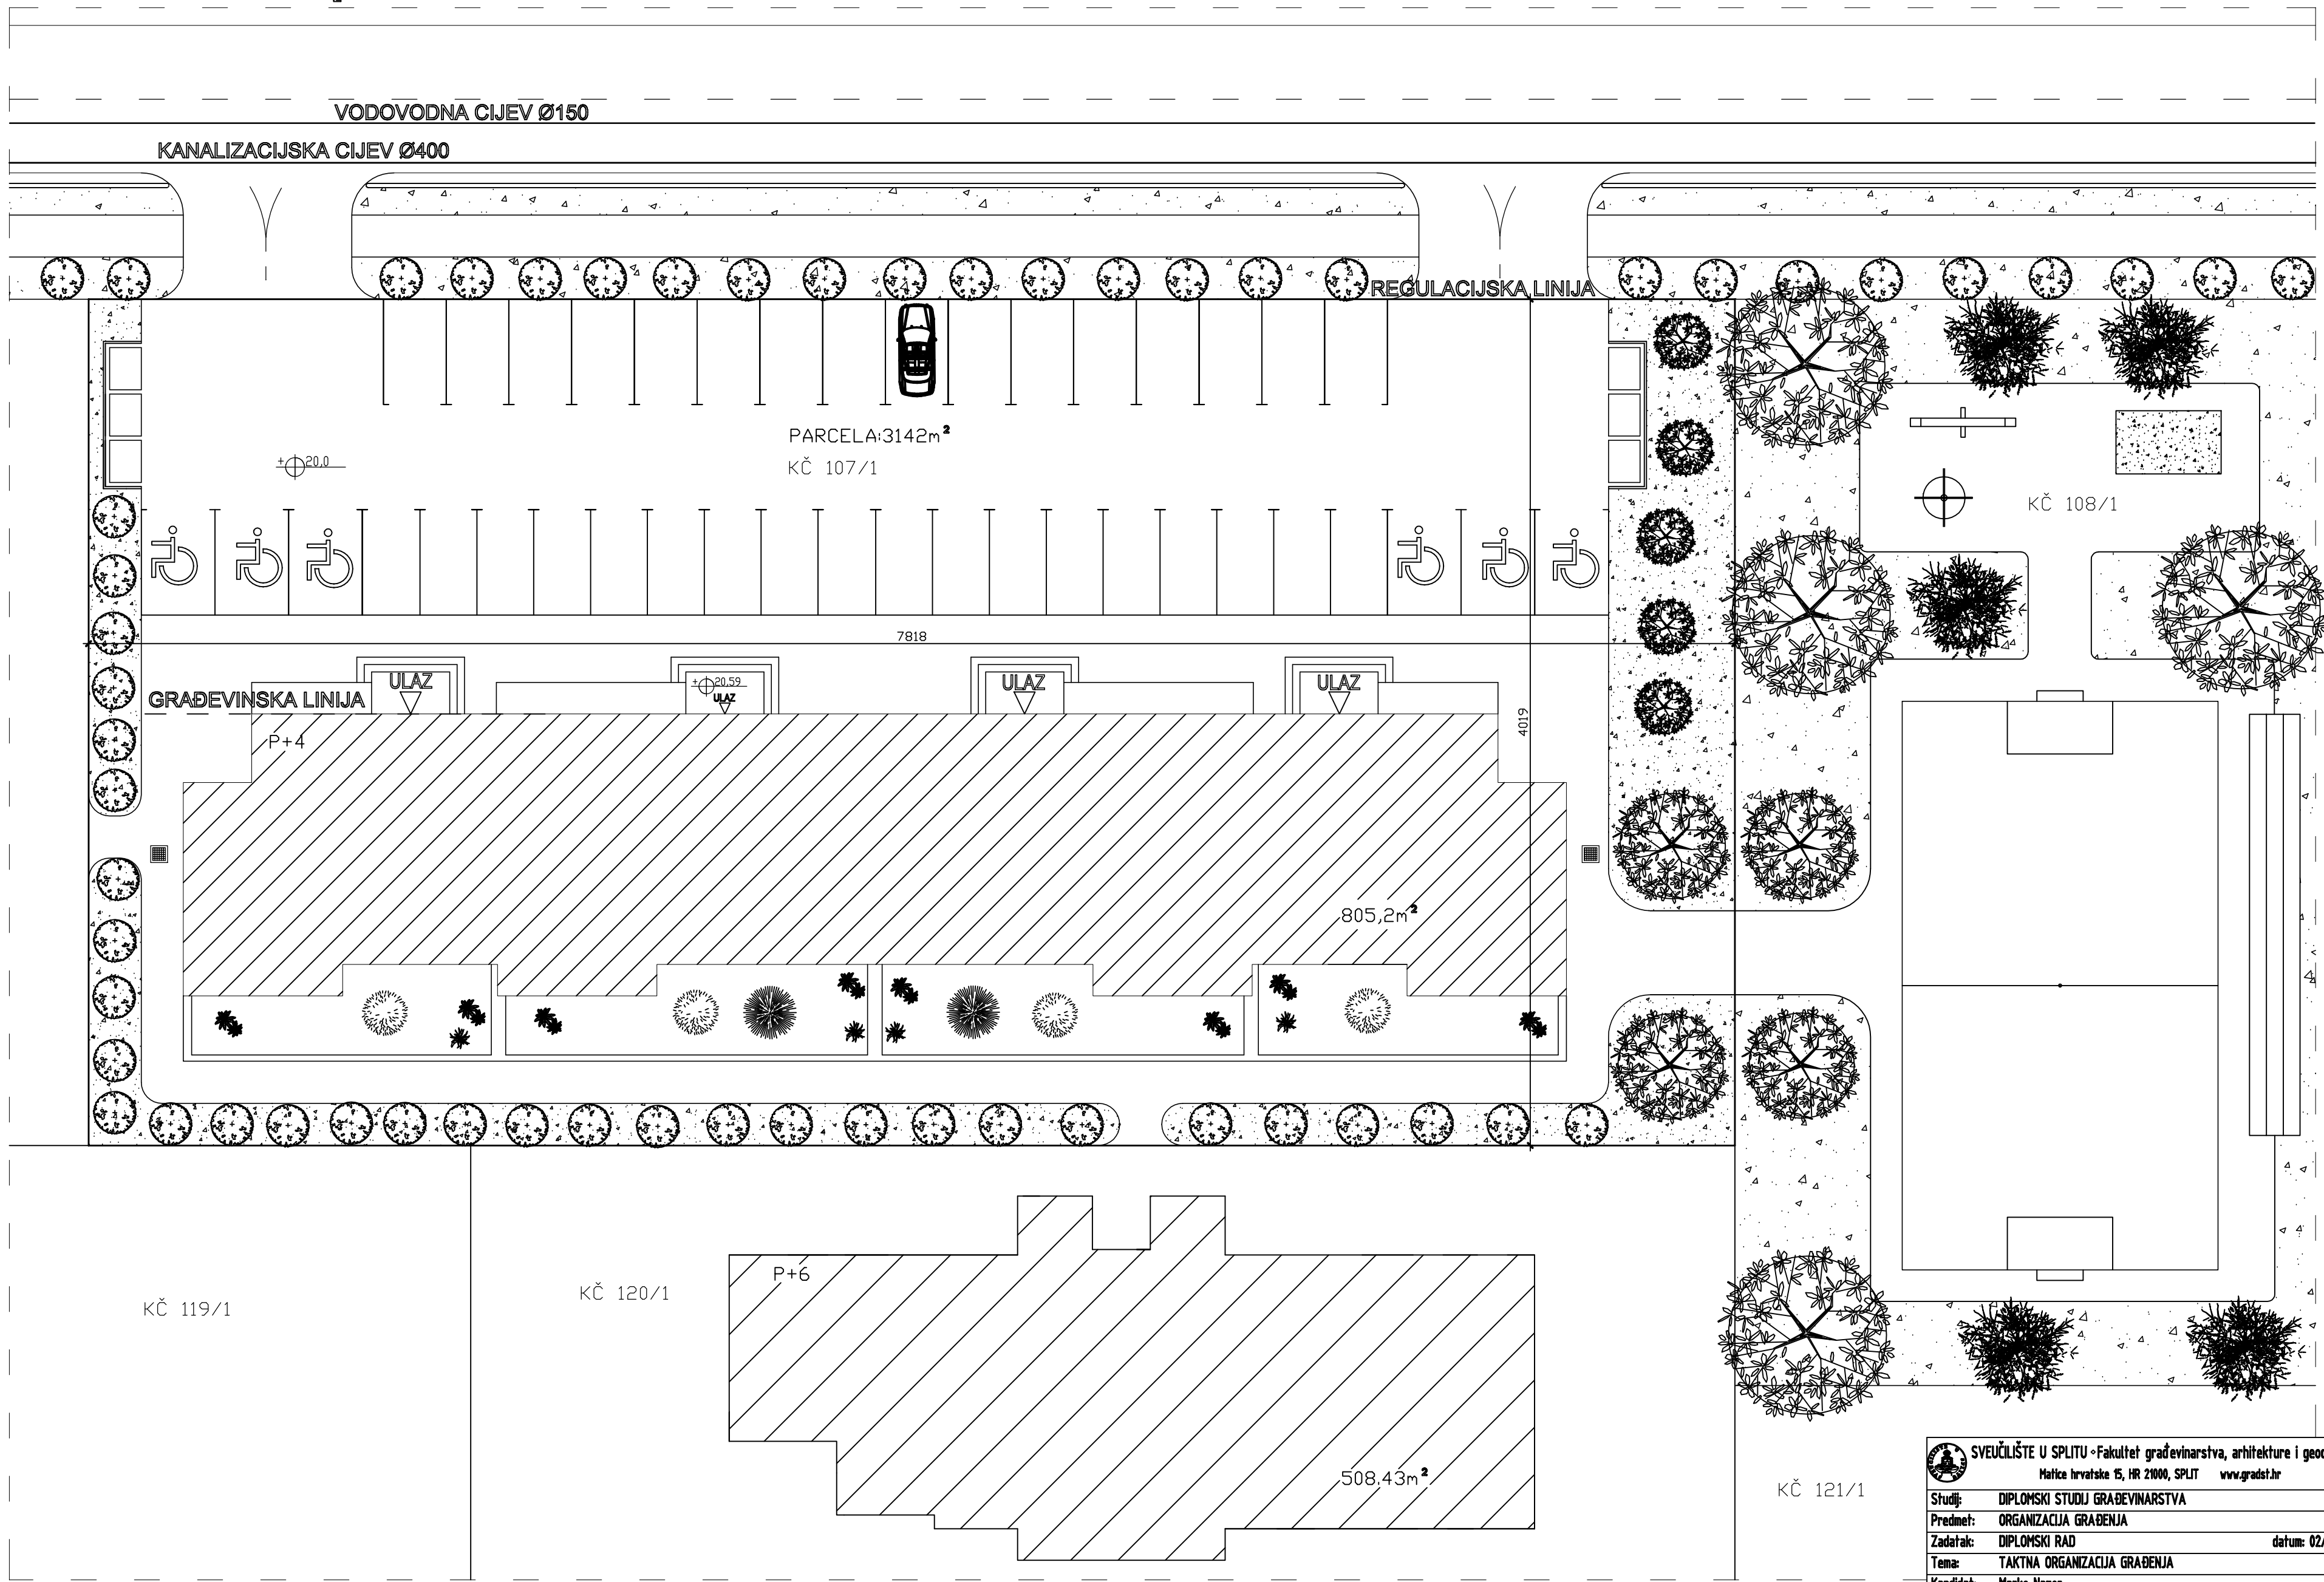 VODOVODNA CIJEV Ø150
KANALIZACIJSKA CIJEV Ø400
REGULACIJSKA LINIJA
PARCELA:3142m²
KČ 107/1
+20,0
KČ 108/1
7818
ULAZ
+20,59
ULAZ
ULAZ
ULAZ
GRAĐEVINSKA LINIJA
4019
P+4
805,2m²
P+6
KČ 120/1
KČ 119/1
508.43m²
KČ 121/1
SVEUČILIŠTE U SPLITU ∘ Fakultet građevinarstva, arhitekture i
Matice hrvatske 15, HR 21000, SPLIT www.gradst.hr
Studij: DIPLOMSKI STUDIJ GRAĐEVINARSTVA
Predmet: ORGANIZACIJA GRAĐENJA
Zadatak: DIPLOMSKI RAD datum: 02
Tema: TAKTNA ORGANIZACIJA GRAĐENJA